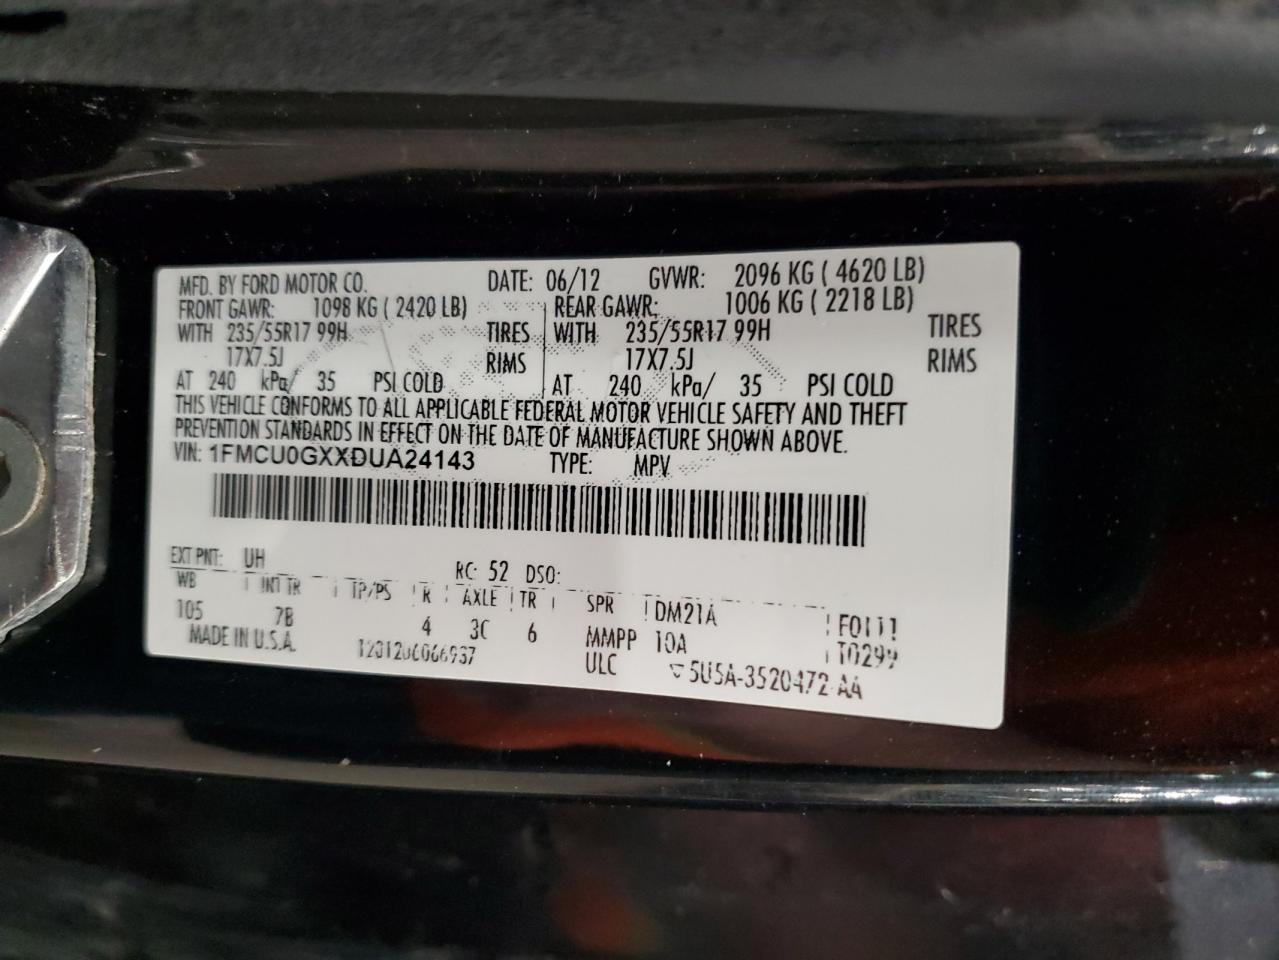 MFD. BY FORD MOTOR CO. DATE: 06/12 GVWR: 2096 KG ( 4620 LB)
FRONT GAWR: 1098 KG ( 2420 LB) REAR GAWR: 1006 KG ( 2218 LB)
WITH 235/55R17 99H TIRES WITH 235/55R17 99H TIRES
17X7.5J RIMS 17X7.5J RIMS
AT 240 kPa/ 35 PSI COLD AT 240 kPa/ 35 PSI COLD
THIS VEHICLE CONFORMS TO ALL APPLICABLE FEDERAL MOTOR VEHICLE SAFETY AND THEFT
PREVENTION STANDARDS IN EFFECT ON THE DATE OF MANUFACTURE SHOWN ABOVE.
VIN: 1FMCU0GXXDUA24143 TYPE: MPV
EXT PNT: UH RC: 52 DSO:
WB INT TR TP/PS R AXLE TR SPR DM21A F0111
105 7B 4 3C 6 MMPP 10A T0299
MADE IN U.S.A. 1201206066937 ULC 5U5A-3520472-AA